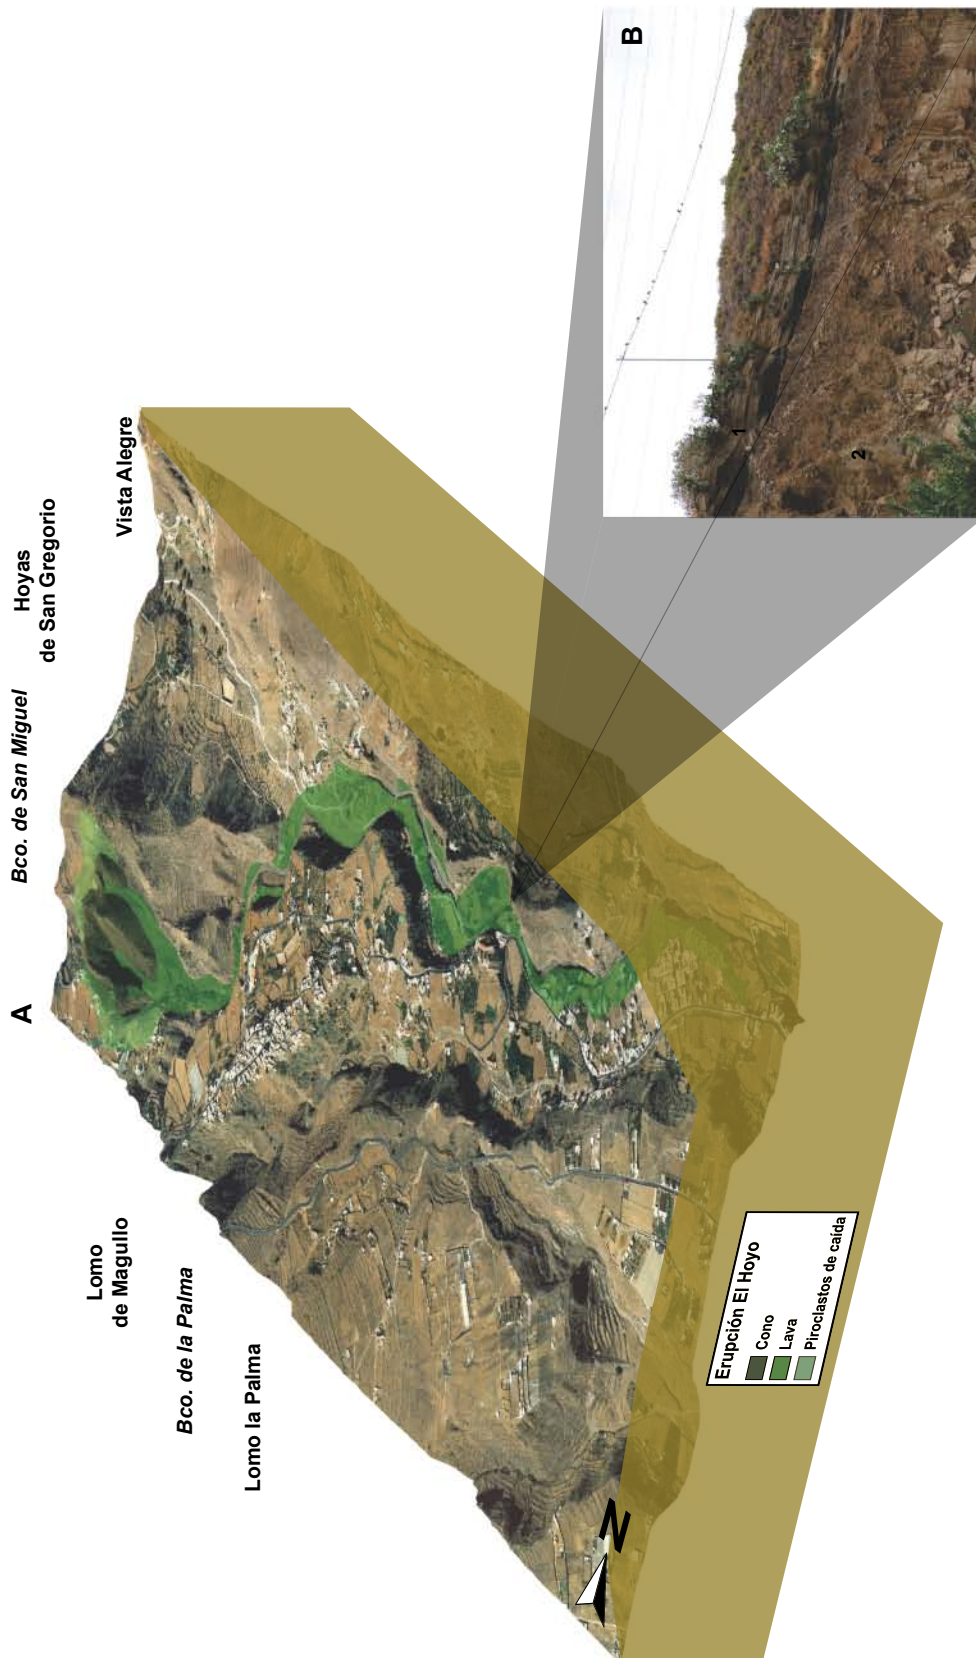 A
Bco. de San Miguel
Hoyas
de San Gregorio
Vista Alegre
Lomo
de Magullo
Bco. de la Palma
Lomo la Palma
N
Erupción El Hoyo
Cono
Lava
Piroclastos de caída
B
1
2